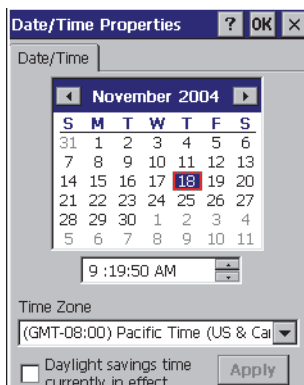 Date/Time Properties ? OK ×
Date/Time
November 2004
S M T W T F S
31 1 2 3 4 5 6
7 8 9 10 11 12 13
14 15 16 17 18 19 20
21 22 23 24 25 26 27
28 29 30 1 2 3 4
5 6 7 8 9 10 11
9 :19:50 AM
Time Zone
(GMT-08:00) Pacific Time (US & Ca
Daylight savings time
currently in effect
Apply